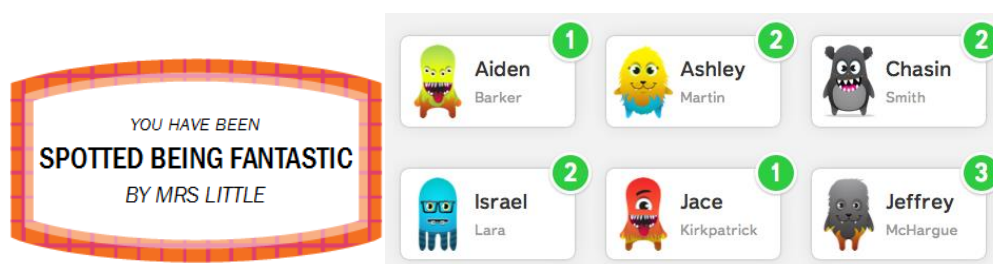 YOU HAVE BEEN
SPOTTED BEING FANTASTIC
BY MRS LITTLE
1
Aiden
Barker
2
Ashley
Martin
2
Chasin
Smith
2
Israel
Lara
1
Jace
Kirkpatrick
3
Jeffrey
McHargue